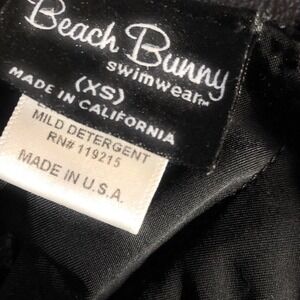 Beach Bunny
swimwear™
(XS)
MADE IN CALIFORNIA
MILD DETERGENT
RN# 119215
MADE IN U.S.A.